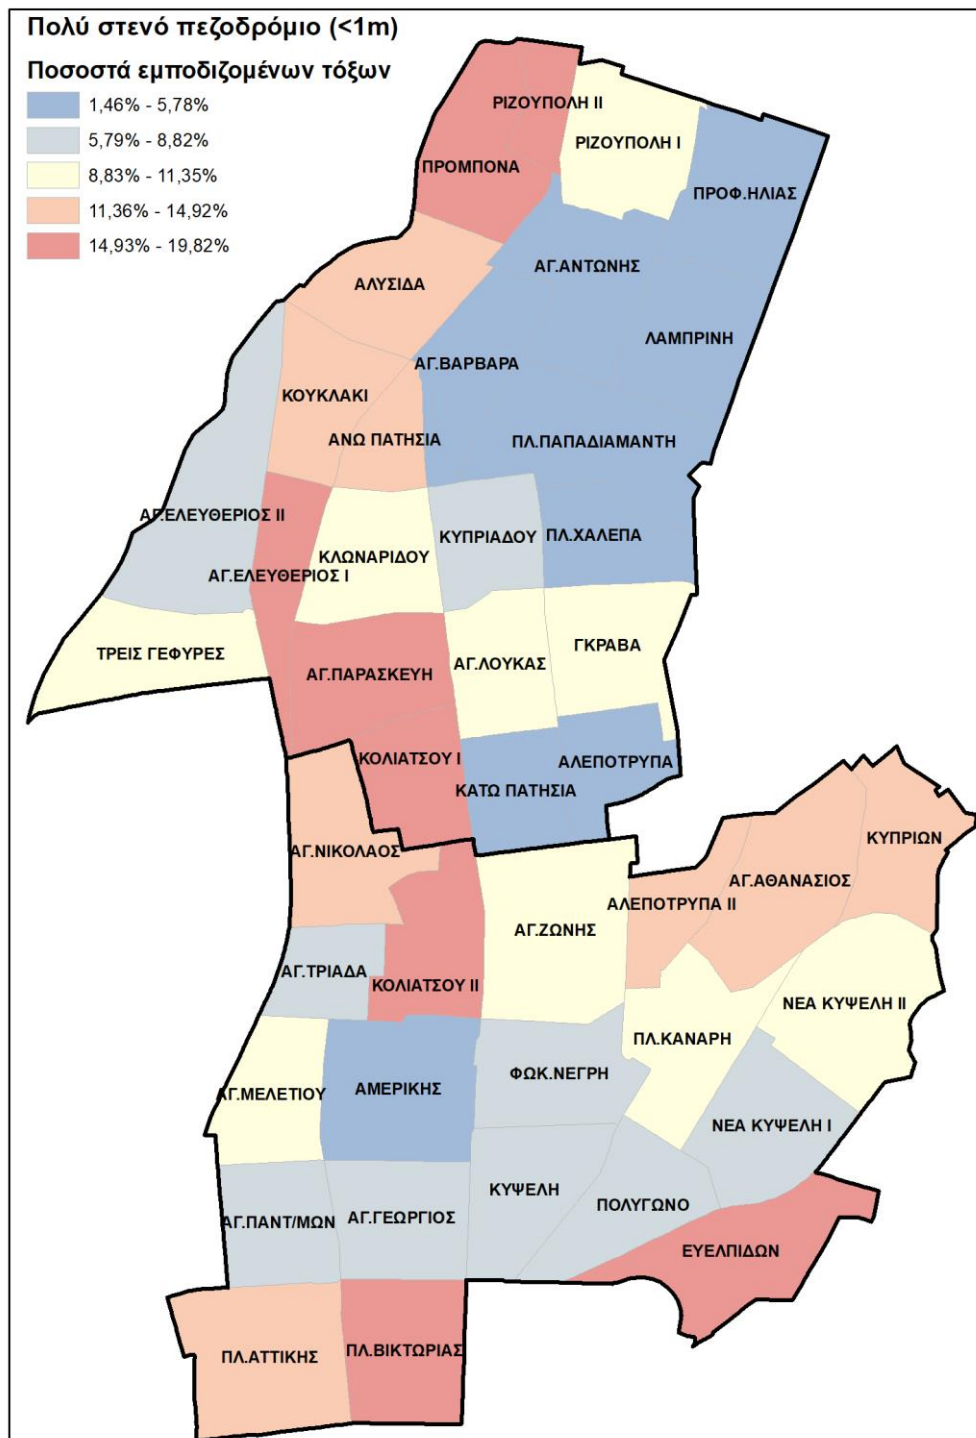 Πολύ στενό πεζοδρόμιο (<1m)
Ποσοστά εμποδιζομένων τόξων
1,46% - 5,78%
5,79% - 8,82%
8,83% - 11,35%
11,36% - 14,92%
14,93% - 19,82%
ΡΙΖΟΥΠΟΛΗ ΙΙ
ΡΙΖΟΥΠΟΛΗ Ι
ΠΡΟΜΠΟΝΑ
ΠΡΟΦ.ΗΛΙΑΣ
ΑΓ.ΑΝΤΩΝΗΣ
ΑΛΥΣΙΔΑ
ΛΑΜΠΡΙΝΗ
ΑΓ.ΒΑΡΒΑΡΑ
ΚΟΥΚΛΑΚΙ
ΑΝΩ ΠΑΤΗΣΙΑ
ΠΛ.ΠΑΠΑΔΙΑΜΑΝΤΗ
ΑΓ.ΕΛΕΥΘΕΡΙΟΣ ΙΙ
ΚΥΠΡΙΑΔΟΥ
ΠΛ.ΧΑΛΕΠΑ
ΚΛΩΝΑΡΙΔΟΥ
ΑΓ.ΕΛΕΥΘΕΡΙΟΣ Ι
ΤΡΕΙΣ ΓΕΦΥΡΕΣ
ΓΚΡΑΒΑ
ΑΓ.ΛΟΥΚΑΣ
ΑΓ.ΠΑΡΑΣΚΕΥΗ
ΚΟΛΙΑΤΣΟΥ Ι
ΑΛΕΠΟΤΡΥΠΑ
ΚΑΤΩ ΠΑΤΗΣΙΑ
ΚΥΠΡΙΩΝ
ΑΓ.ΝΙΚΟΛΑΟΣ
ΑΓ.ΑΘΑΝΑΣΙΟΣ
ΑΛΕΠΟΤΡΥΠΑ ΙΙ
ΑΓ.ΖΩΝΗΣ
ΑΓ.ΤΡΙΑΔΑ
ΚΟΛΙΑΤΣΟΥ ΙΙ
ΝΕΑ ΚΥΨΕΛΗ ΙΙ
ΠΛ.ΚΑΝΑΡΗ
ΦΩΚ.ΝΕΓΡΗ
ΑΓ.ΜΕΛΕΤΙΟΥ
ΑΜΕΡΙΚΗΣ
ΝΕΑ ΚΥΨΕΛΗ Ι
ΚΥΨΕΛΗ
ΠΟΛΥΓΩΝΟ
ΑΓ.ΠΑΝΤ/ΜΩΝ
ΑΓ.ΓΕΩΡΓΙΟΣ
ΕΥΕΛΠΙΔΩΝ
ΠΛ.ΑΤΤΙΚΗΣ
ΠΛ.ΒΙΚΤΩΡΙΑΣ